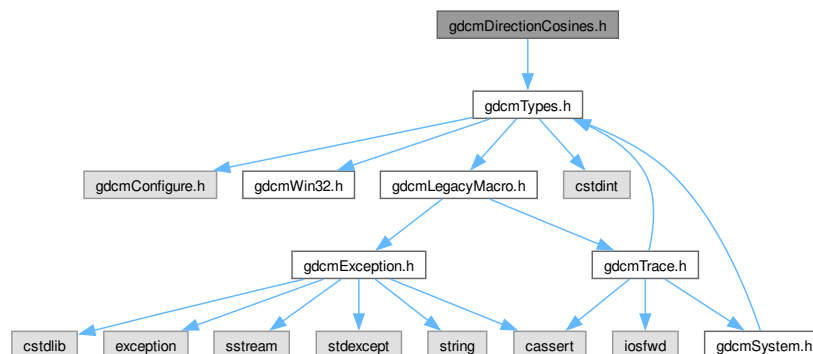 gdcmDirectionCosines.h
gdcmTypes.h
gdcmConfigure.h
gdcmWin32.h
gdcmLegacyMacro.h
cstdint
gdcmException.h
gdcmTrace.h
cstdlib
exception
sstream
stdexcept
string
cassert
iosfwd
gdcmSystem.h